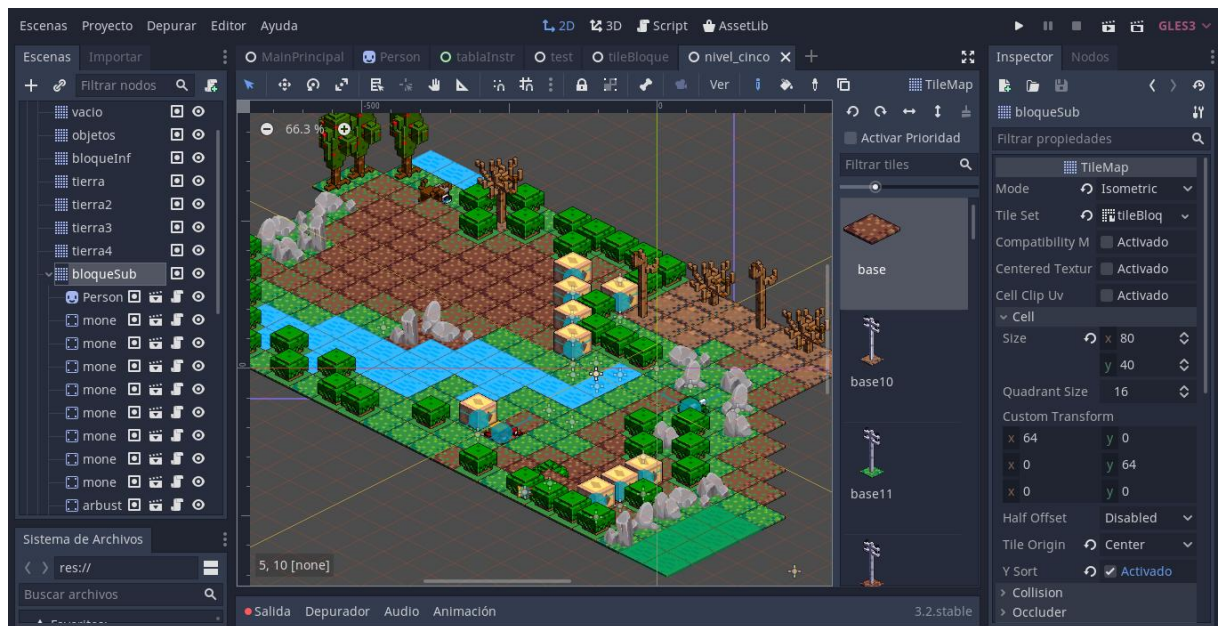 Escenas Proyecto Depurar Editor Ayuda
2D 3D Script AssetLib
GLES3
Escenas Importar
Filtrar nodos
vacio
objetos
bloqueInf
tierra
tierra2
tierra3
tierra4
bloqueSub
Person
mone
mone
mone
mone
mone
mone
mone
mone
arbust
Sistema de Archivos
res://
Buscar archivos
MainPrincipal Person tablaInstr test tileBloque nivel_cinco
Ver
TileMap
-500 0
66.3 %
0
5, 10 [none]
Activar Prioridad
Filtrar tiles
base
base10
base11
Salida Depurador Audio Animación
3.2.stable
Inspector Nodos
bloqueSub
Filtrar propiedades
TileMap
Mode Isometric
Tile Set tileBloq
Compatibility M Activado
Centered Textur Activado
Cell Clip Uv Activado
Cell
Size x 80
y 40
Quadrant Size 16
Custom Transform
x 64 y 0
x 0 y 64
x 0 y 0
Half Offset Disabled
Tile Origin Center
Y Sort Activado
Collision
Occluder